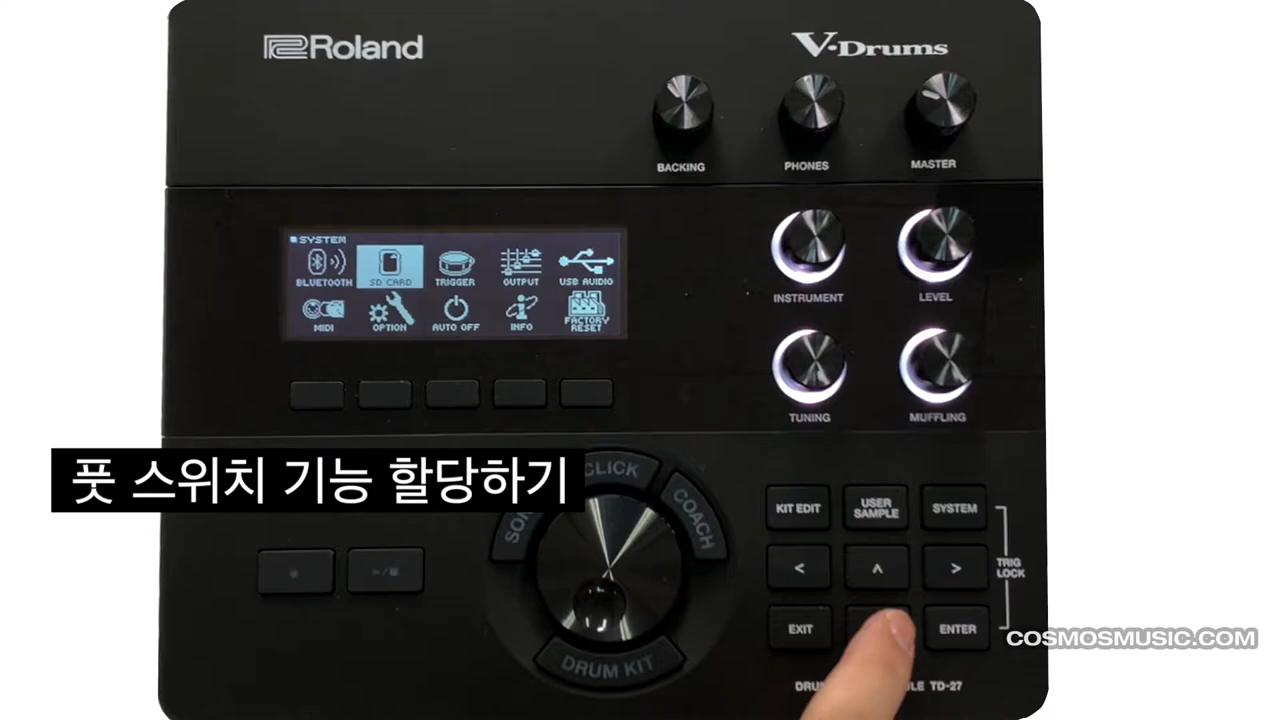 Roland
V-Drums
BACKING
PHONES
MASTER
SYSTEM
BLUETOOTH
SD CARD
TRIGGER
OUTPUT
USB AUDIO
MIDI
OPTION
AUTO OFF
INFO
FACTORY
RESET
INSTRUMENT
LEVEL
TUNING
MUFFLING
풋 스위치 기능 할당하기
CLICK
COACH
KIT EDIT
USER
SAMPLE
SYSTEM
<
^
>
TRIG
LOCK
EXIT
ENTER
DRUM KIT
COSMOSMUSIC.COM
TD-27